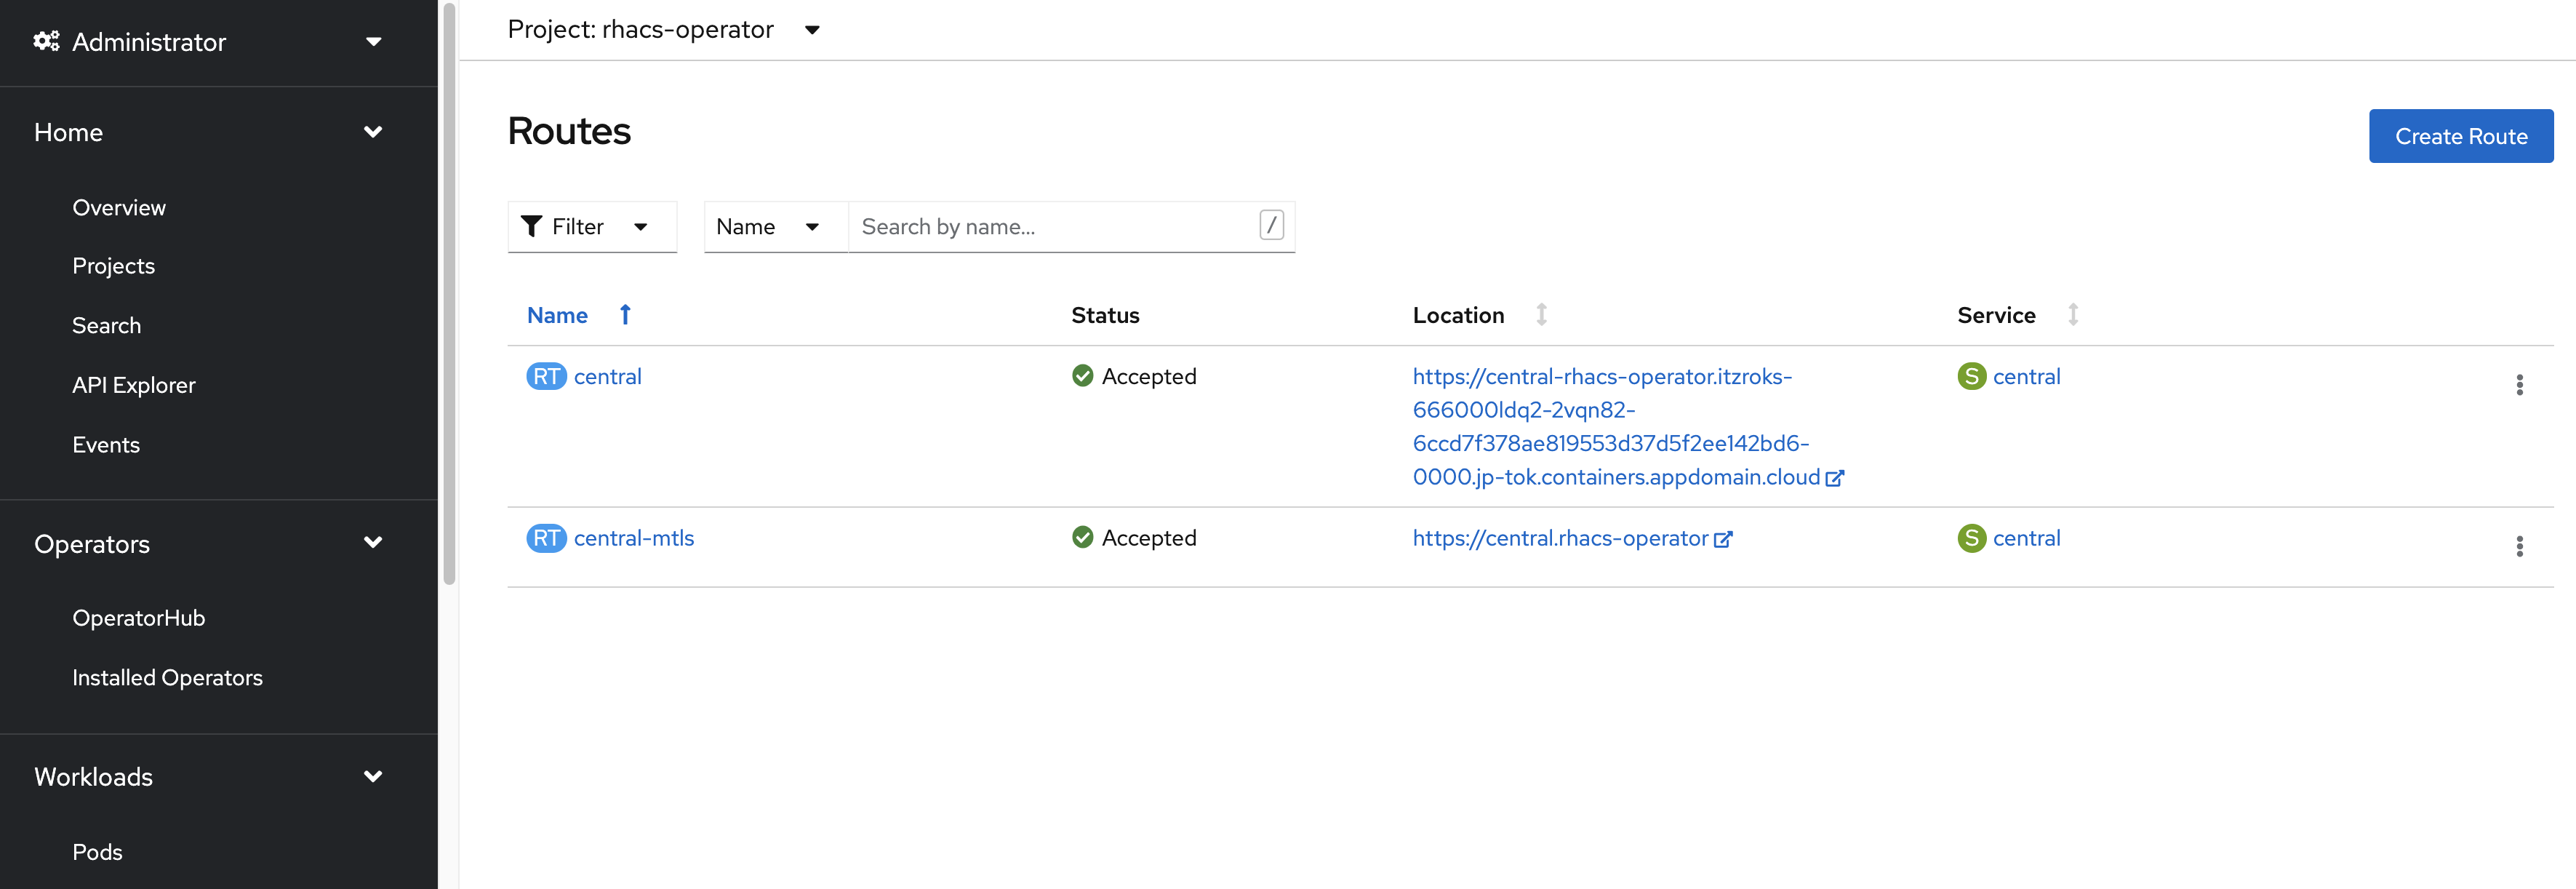 Administrator
Home
Overview
Projects
Search
API Explorer
Events
Operators
OperatorHub
Installed Operators
Workloads
Pods
Project: rhacs-operator
Routes
Create Route
Filter
Name
Search by name...
/
Name
Status
Location
Service
RT central
Accepted
https://central-rhacs-operator.itzroks-
666000ldq2-2vqn82-
6ccd7f378ae819553d37d5f2ee142bd6-
0000.jp-tok.containers.appdomain.cloud
S central
RT central-mtls
Accepted
https://central.rhacs-operator
S central